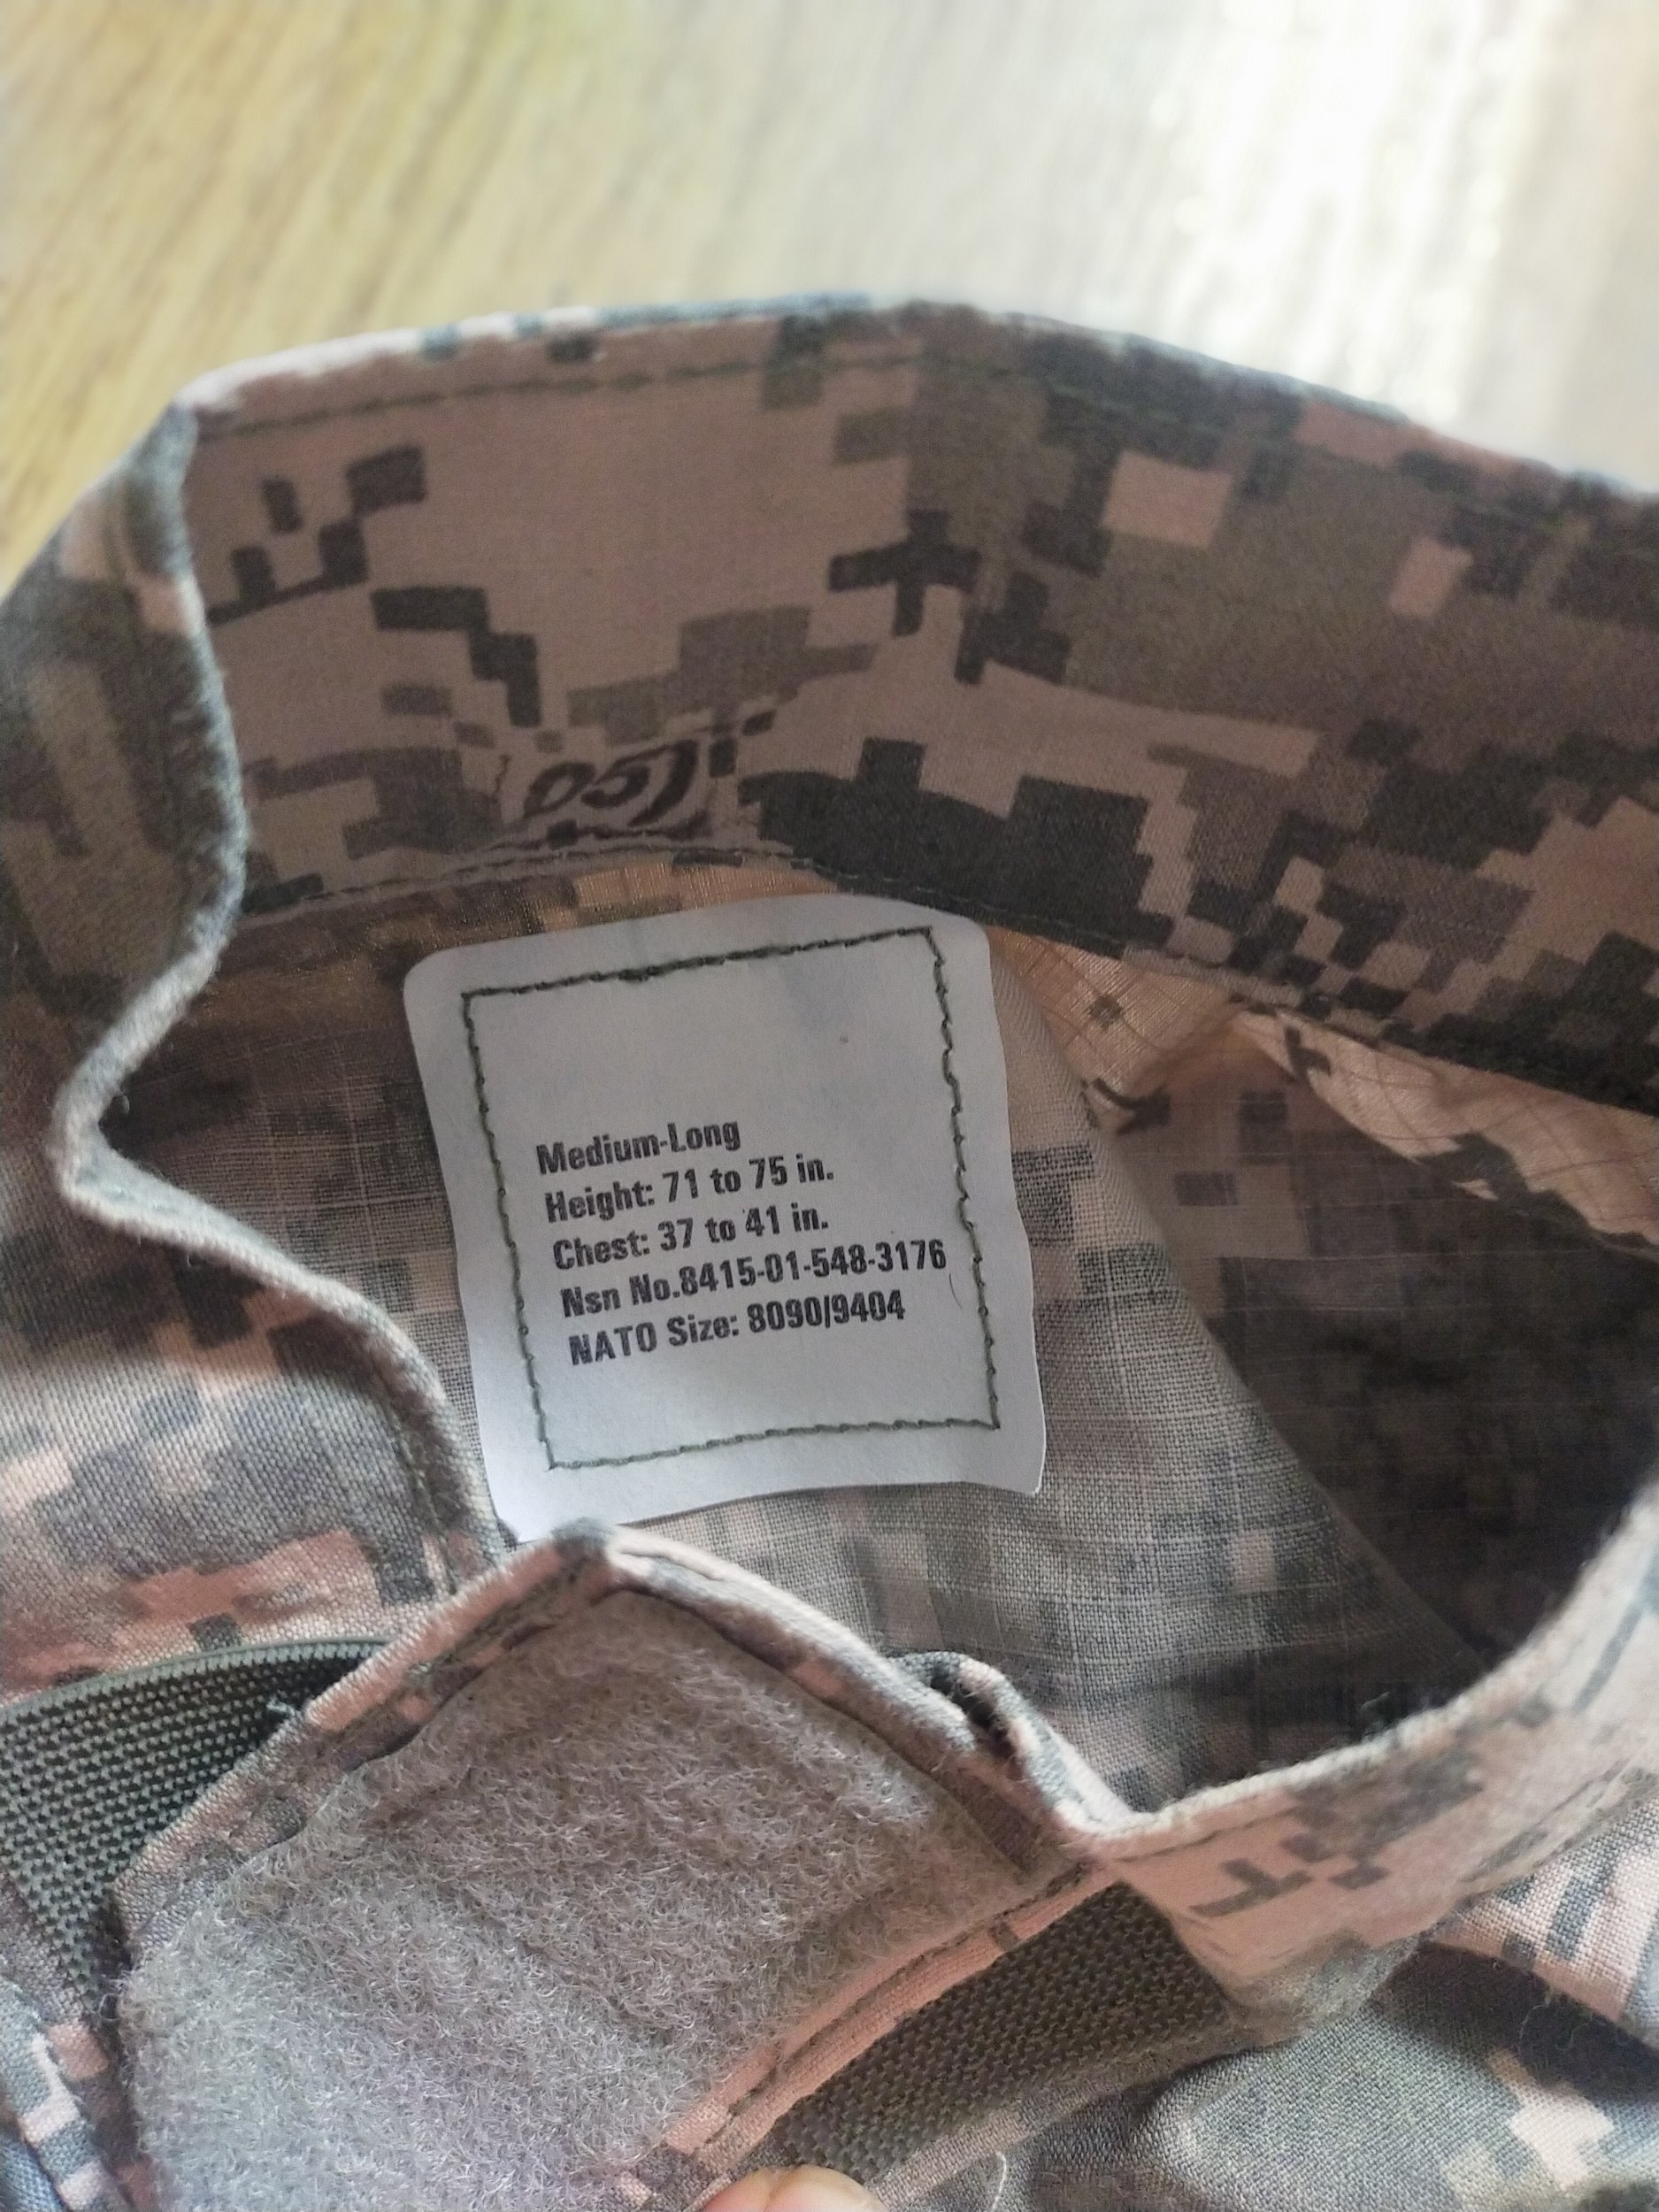 Medium-Long
Height: 71 to 75 in.
Chest: 37 to 41 in.
Nsn No.8415-01-548-3176
NATO Size: 8090/9404